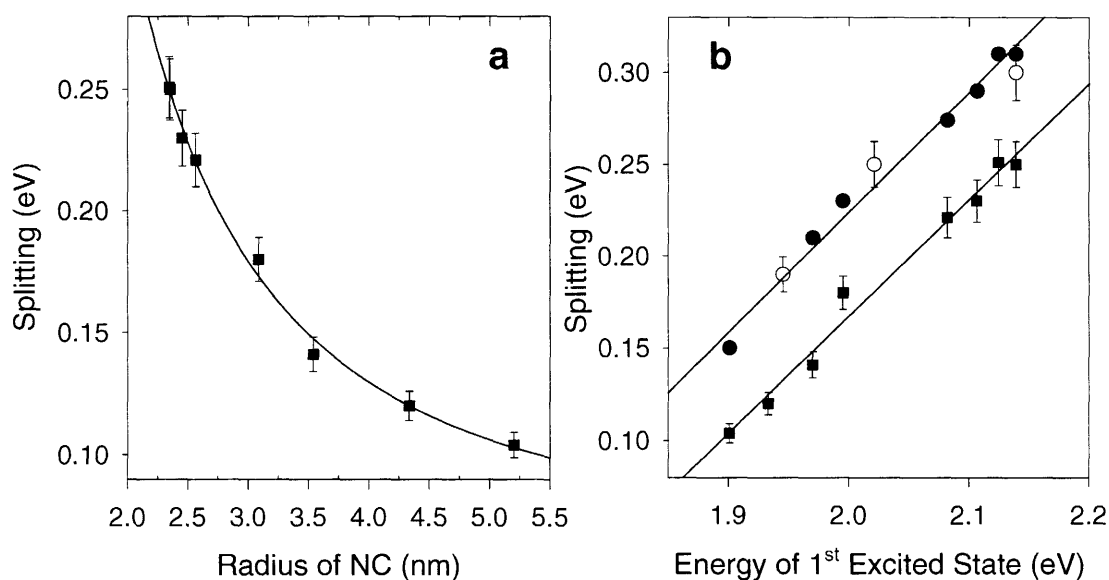 a
Splitting (eV)
0.25
0.20
0.15
0.10
2.0 2.5 3.0 3.5 4.0 4.5 5.0 5.5
Radius of NC (nm)
b
Splitting (eV)
0.30
0.25
0.20
0.15
0.10
1.9 2.0 2.1 2.2
Energy of 1st Excited State (eV)